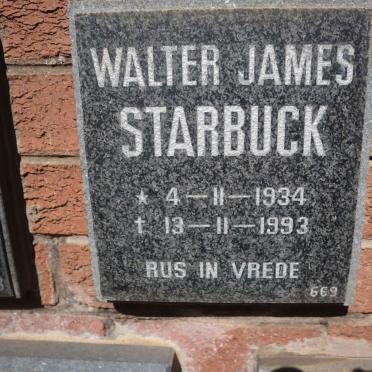 WALTER JAMES
STARBUCK
★ 4-11-1934
† 13-11-1993
RUS IN VREDE
669